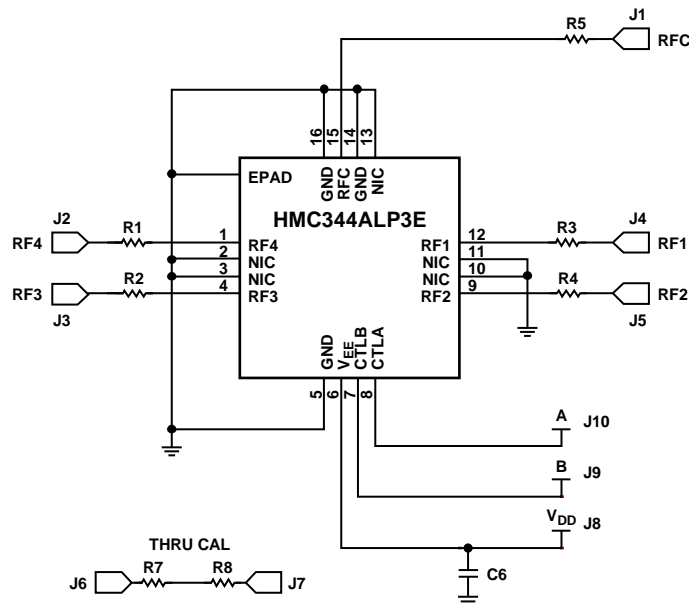 J1
R5
RFC
16 15 14 13
EPAD
GND RFC GND NIC
HMC344ALP3E
J2
R1
RF4
1
RF4
2
NIC
3
NIC
R2
RF3
4
RF3
J3
J4
R3
RF1
12
RF1
11
NIC
10
NIC
R4
RF2
9
RF2
J5
GND VEE CTLB CTLA
5 6 7 8
A
J10
B
J9
VDD
J8
C6
THRU CAL
J6
R7
R8
J7